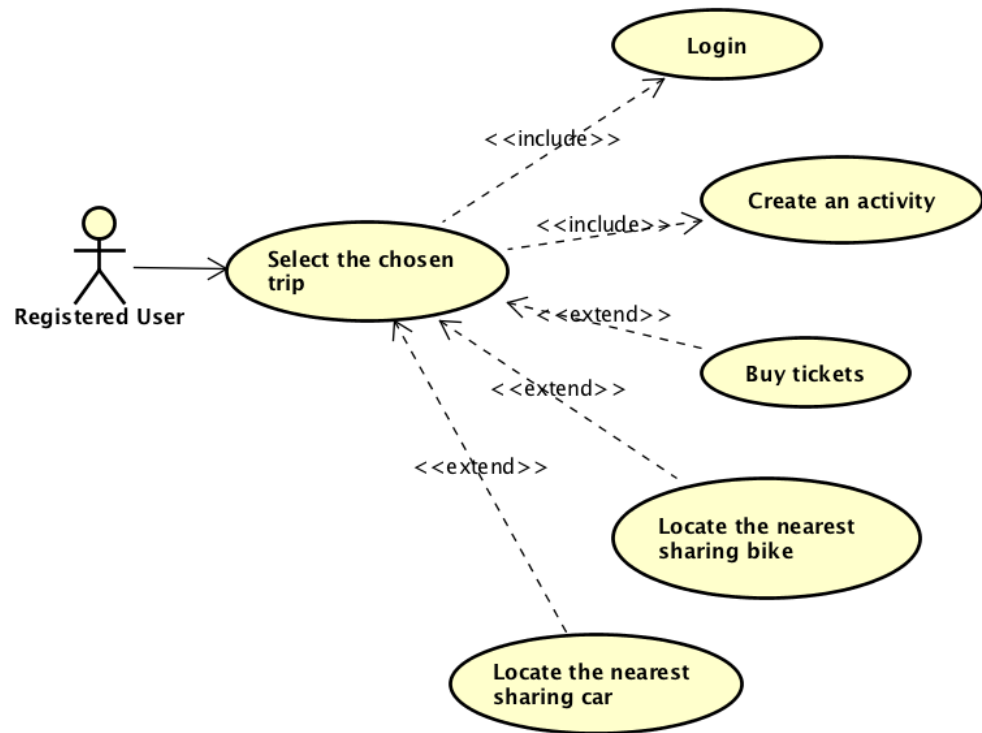 Login
<<include>>
Create an activity
<<include>>
Select the chosen
trip
Registered User
<<extend>>
Buy tickets
<<extend>>
<<extend>>
Locate the nearest
sharing bike
Locate the nearest
sharing car